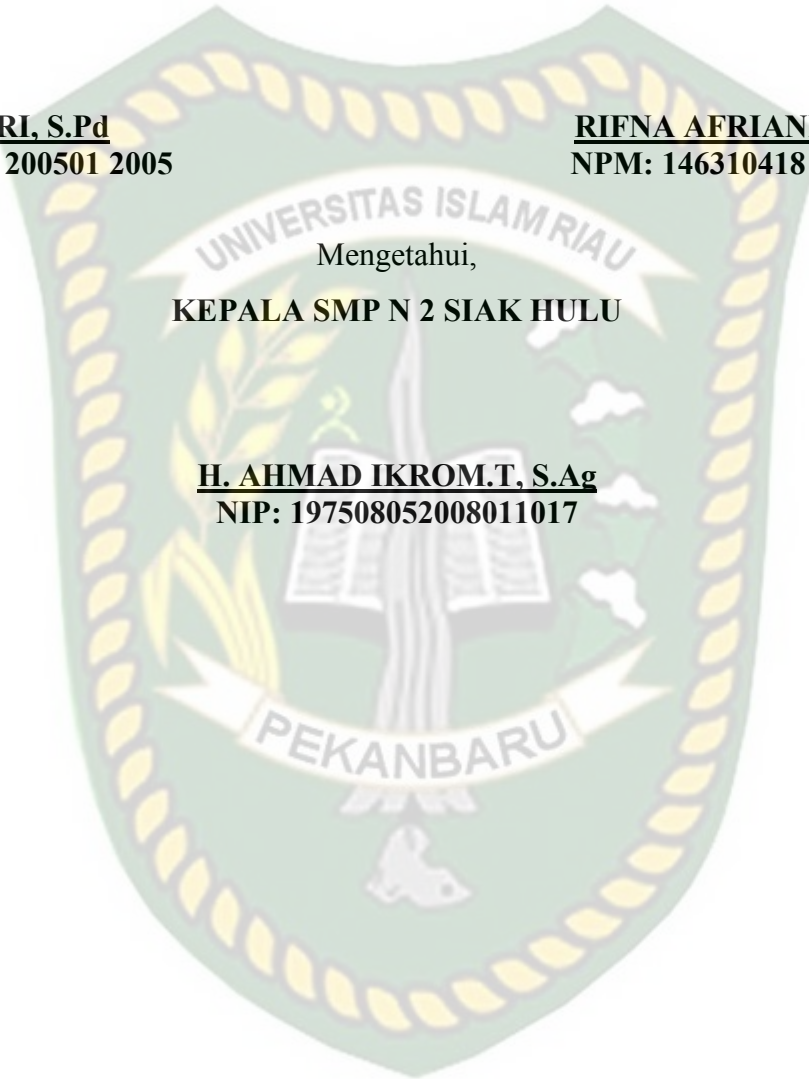 RI, S.Pd
200501 2005
RIFNA AFRIAN
NPM: 146310418
UNIVERSITAS ISLAM RIAU
Mengetahui,
KEPALA SMP N 2 SIAK HULU
H. AHMAD IKROM.T, S.Ag
NIP: 197508052008011017
PEKANBARU